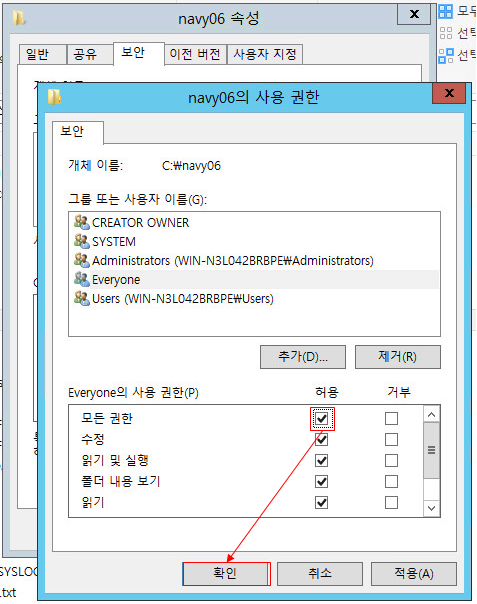 navy06 속성
x
모두
선택
선택
일반
공유
보안
이전 버전
사용자 지정
navy06의 사용 권한
x
보안
개체 이름: C:₩navy06
그룹 또는 사용자 이름(G):
CREATOR OWNER
SYSTEM
Administrators (WIN-N3L042BRBPE₩Administrators)
Everyone
Users (WIN-N3L042BRBPE₩Users)
추가(D)...
제거(R)
Everyone의 사용 권한(P) 허용 거부
모든 권한
수정
읽기 및 실행
폴더 내용 보기
읽기
확인
취소
적용(A)
SYSLOG
.txt